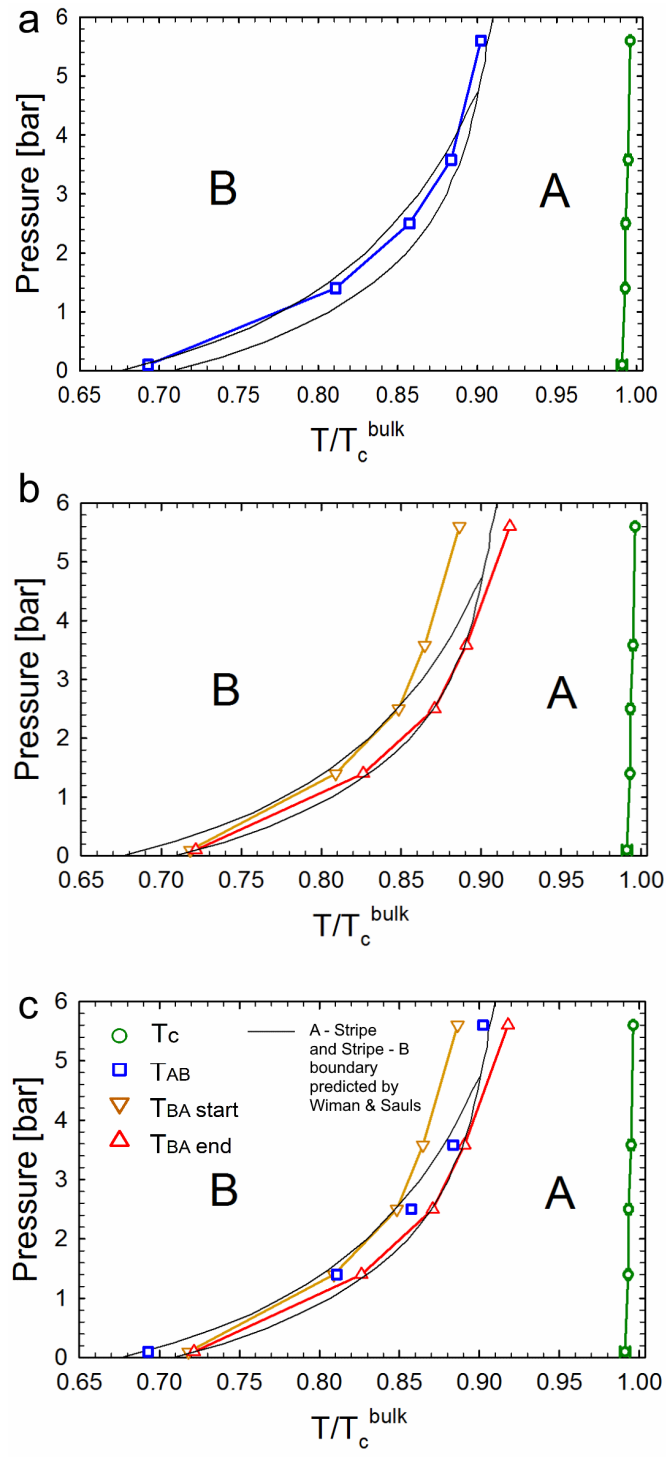 a
6
5
4
3
2
1
0
Pressure [bar]
B
A
0.65 0.70 0.75 0.80 0.85 0.90 0.95 1.00
T/Tc bulk
b
6
5
4
3
2
1
0
Pressure [bar]
B
A
0.65 0.70 0.75 0.80 0.85 0.90 0.95 1.00
T/Tc bulk
c
6
5
4
3
2
1
0
Pressure [bar]
Tc
TAB
TBA start
TBA end
A - Stripe
and Stripe - B
boundary
predicted by
Wiman & Sauls
B
A
0.65 0.70 0.75 0.80 0.85 0.90 0.95 1.00
T/Tc bulk